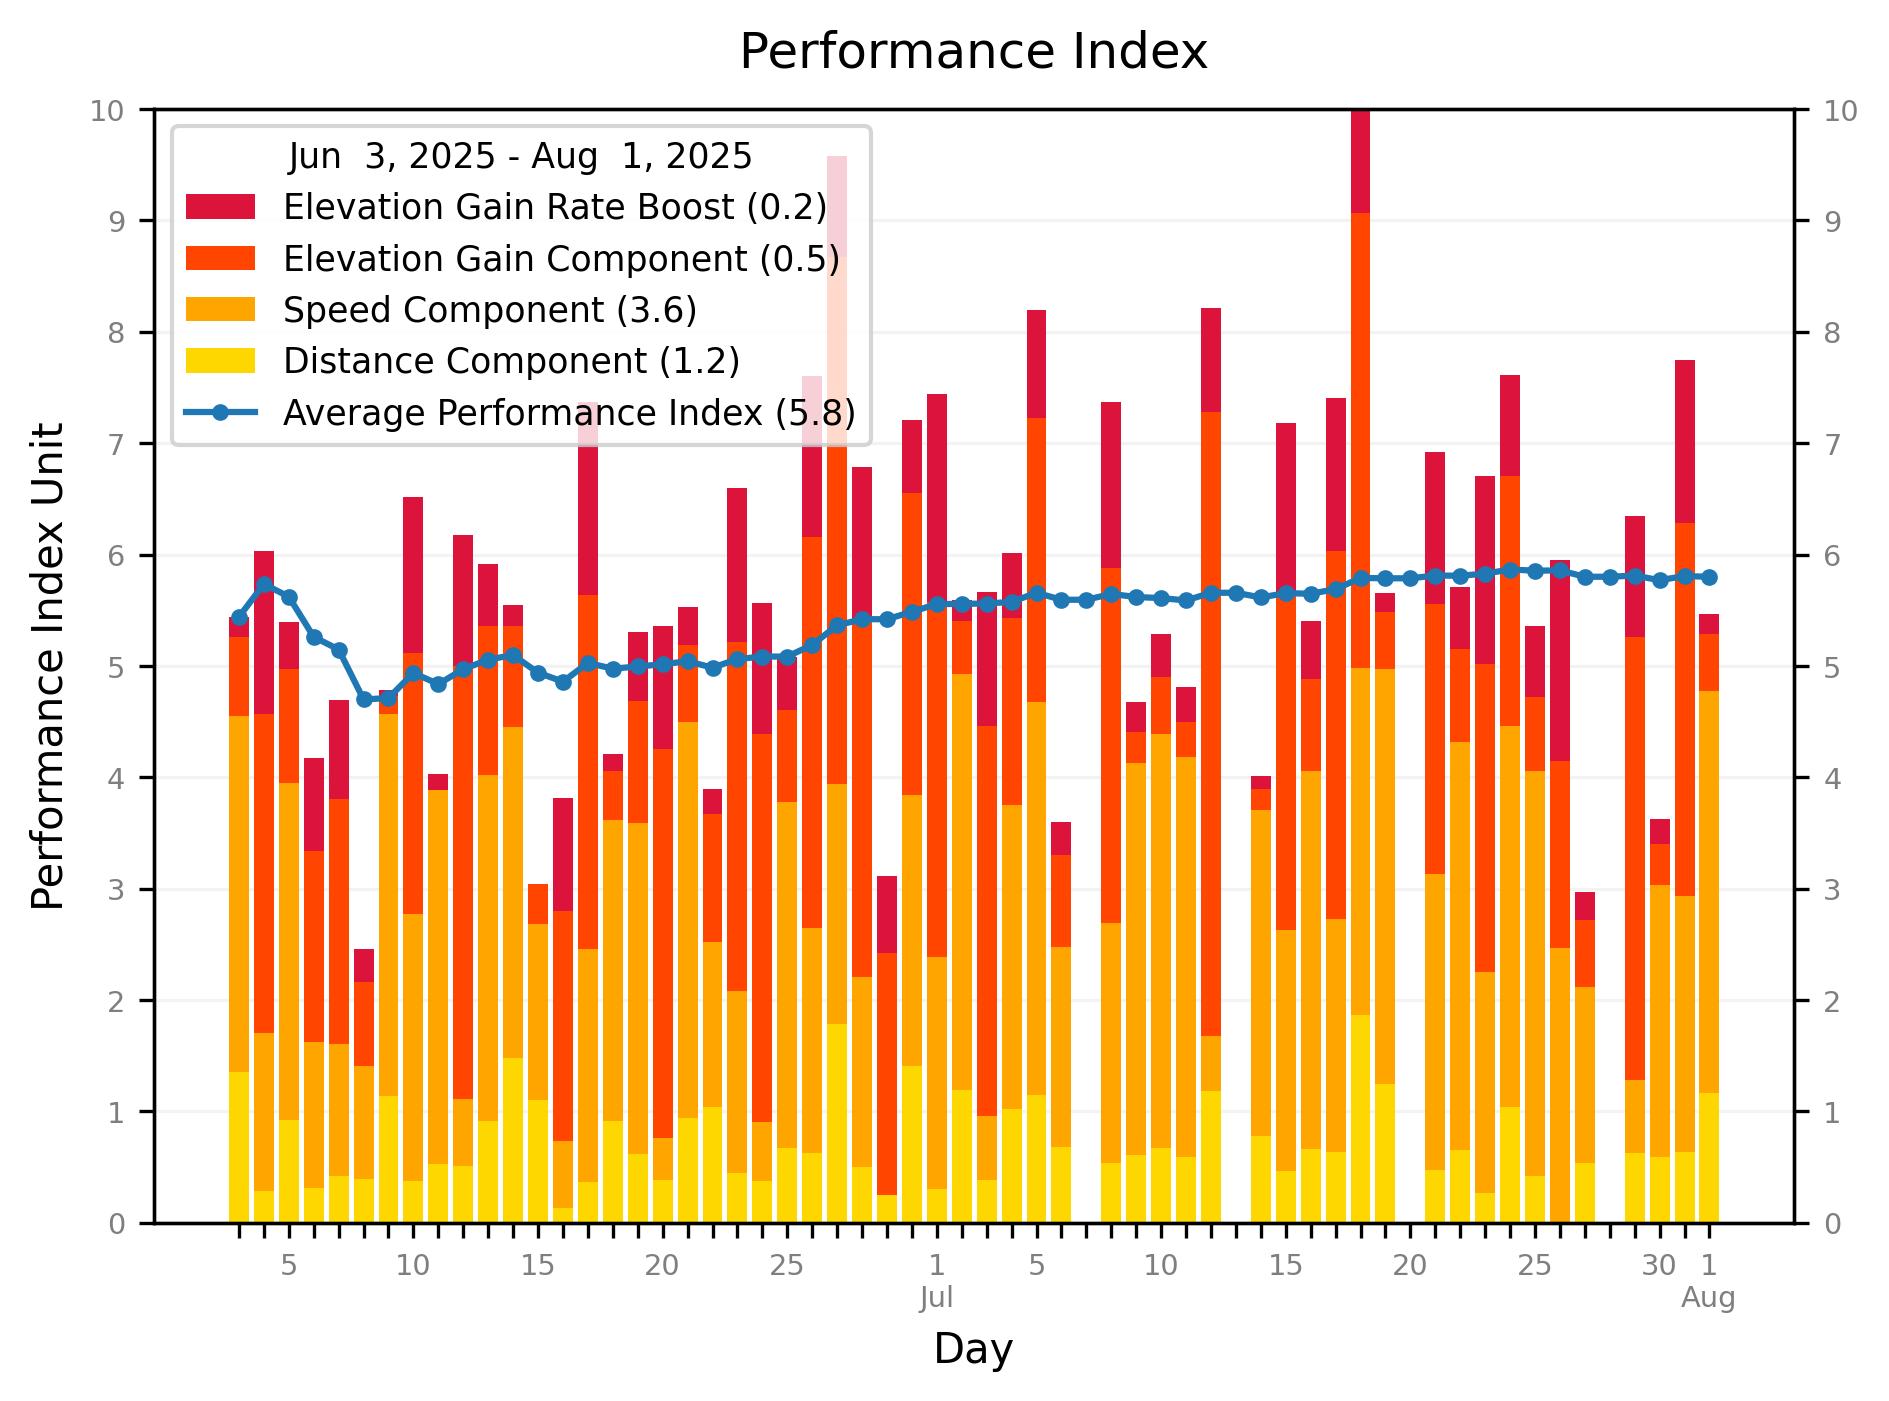 Performance Index
Jun  3, 2025 - Aug  1, 2025
Elevation Gain Rate Boost (0.2)
Elevation Gain Component (0.5)
Speed Component (3.6)
Distance Component (1.2)
Average Performance Index (5.8)
Performance Index Unit
10 10
9 9
8 8
7 7
6 6
5 5
4 4
3 3
2 2
1 1
0 0
5 10 15 20 25 1 5 10 15 20 25 30 1
Jul Aug
Day